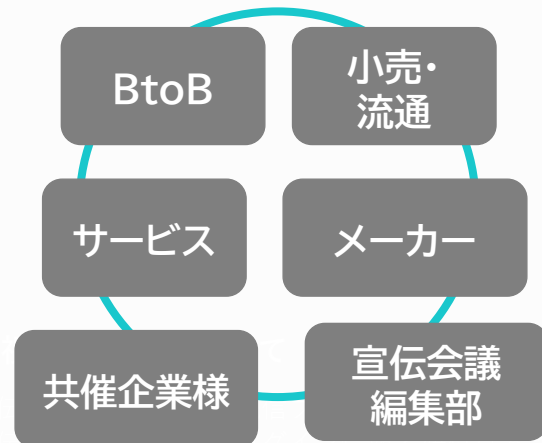 BtoB
小売・
流通
サービス
メーカー
共催企業様
宣伝会議
編集部